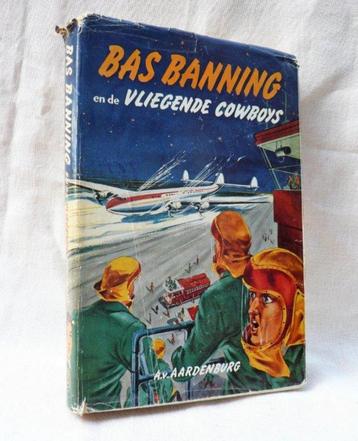 BAS BANNING
en de VLIEGENDE COWBOYS
A.v. AARDENBURG
BAS BANNING